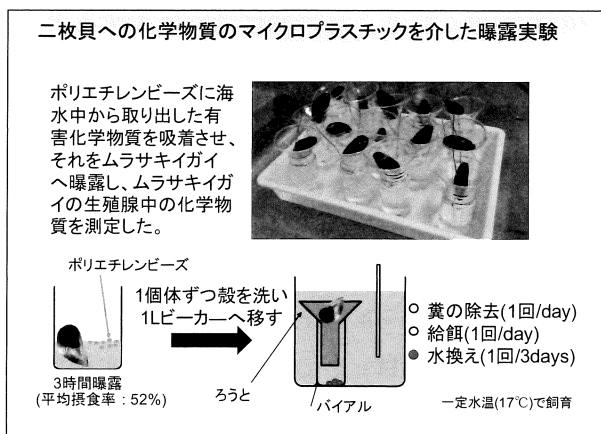 二枚貝への化学物質のマイクロプラスチックを介した曝露実験
ポリエチレンビーズに海
水中から取り出した有
害化学物質を吸着させ、
それをムラサキイガイ
へ曝露し、ムラサキイガ
イの生殖腺中の化学物
質を測定した。
ポリエチレンビーズ
1個体ずつ殻を洗い
1Lビーカーへ移す
3時間曝露
(平均摂食率：52%)
ろうと
バイアル
糞の除去(1回/day)
給餌(1回/day)
水換え(1回/3days)
一定水温(17℃)で飼育